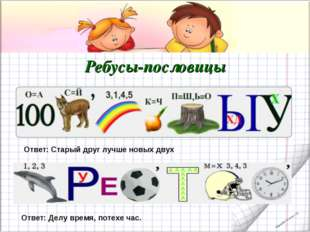 Ребусы-пословицы
О=А С=Й , 3,1,4,5 К=Ч П=Ш,Ь=О Х
100 Х, Ы У
Ответ: Старый друг лучше новых двух
1, 2, 3 У , М=Х 3, 4, 3 ,
Р Е Т
Ответ: Делу время, потехе час.